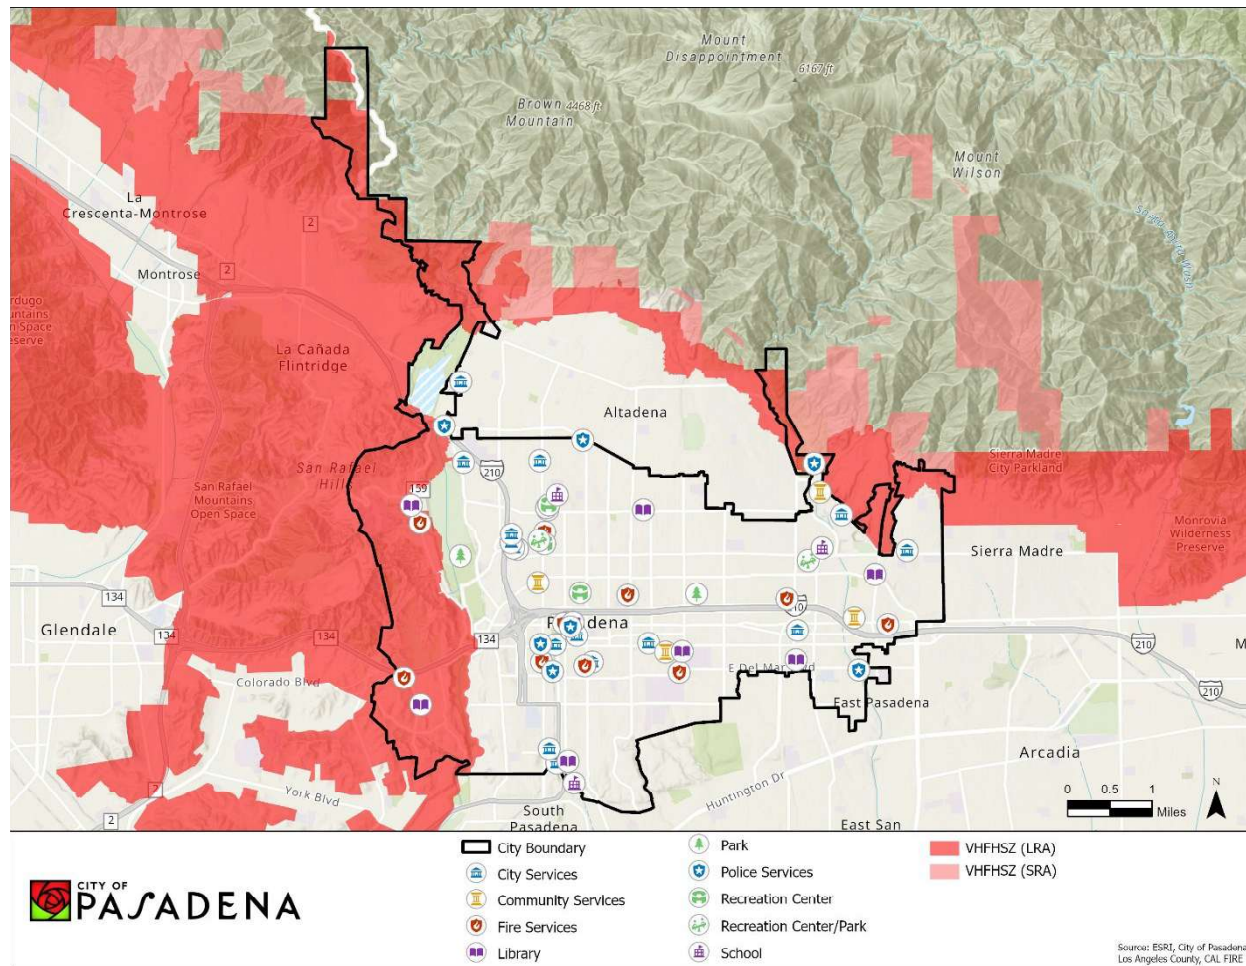 Mount
Disappointment
6167 ft
Brown 4468 ft
Mountain
Mount
Wilson
La
Crescenta-Montrose
2
Montrose
2
Mountains
La Cañada
Flintridge
Altadena
San Rafael
Hills
210
159
San Rafael
Mountains
Open Space
Sierra Madre
City Parkland
Monrovia
Wilderness
Preserve
Sierra Madre
134
Glendale
134
134
210
Colorado Blvd
E Del Mar
210
210
East Pasadena
Arcadia
York Blvd
2
2
Huntington Dr
South
Pasadena
East San
0 0.5 1
Miles
N
CITY OF
PASADENA
City Boundary
City Services
Community Services
Fire Services
Library
Park
Police Services
Recreation Center
Recreation Center/Park
School
VHFHSZ (LRA)
VHFHSZ (SRA)
Source: ESRI, City of Pasadena
Los Angeles County, CAL FIRE